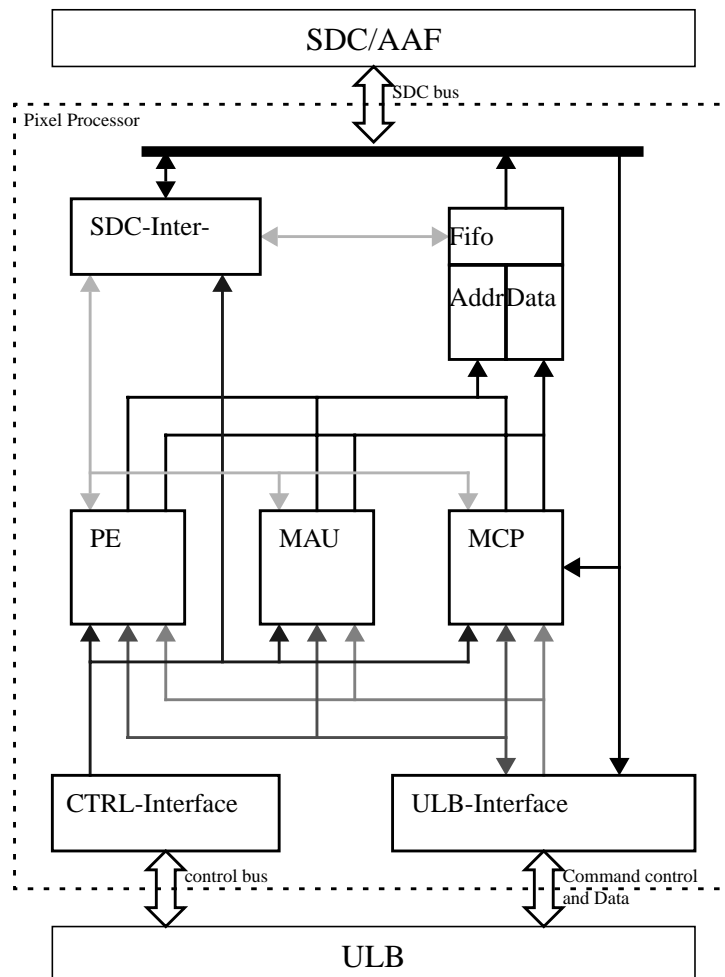 SDC/AAF
SDC bus
Pixel Processor
SDC-Inter-
Fifo
Addr
Data
PE
MAU
MCP
CTRL-Interface
ULB-Interface
control bus
Command control
and Data
ULB